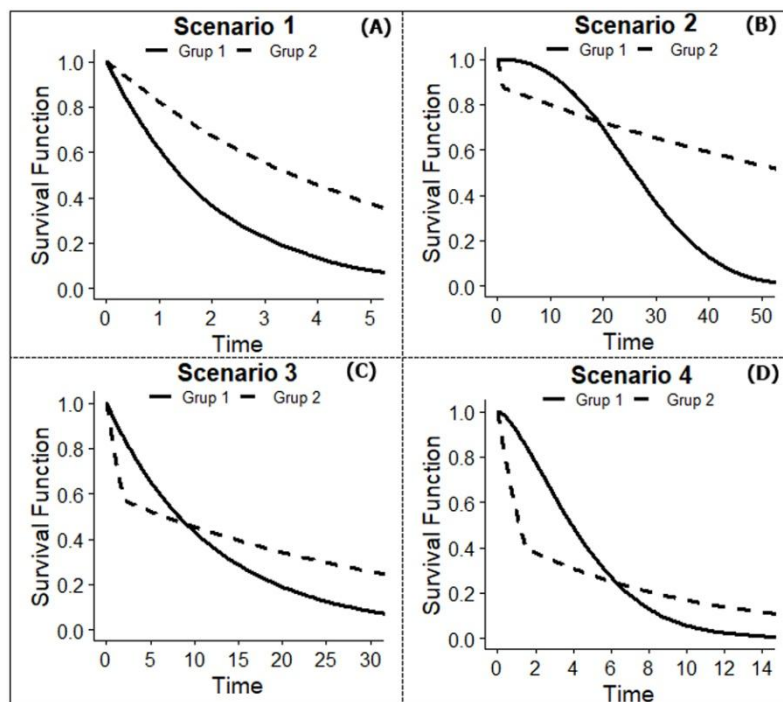 Scenario 1 (A)
Grup 1 Grup 2
Survival Function
1.0
0.8
0.6
0.4
0.2
0.0
0 1 2 3 4 5
Time
Scenario 2 (B)
Grup 1 Grup 2
Survival Function
1.0
0.8
0.6
0.4
0.2
0.0
0 10 20 30 40 50
Time
Scenario 3 (C)
Grup 1 Grup 2
Survival Function
1.0
0.8
0.6
0.4
0.2
0.0
0 5 10 15 20 25 30
Time
Scenario 4 (D)
Grup 1 Grup 2
Survival Function
1.0
0.8
0.6
0.4
0.2
0.0
0 2 4 6 8 10 12 14
Time